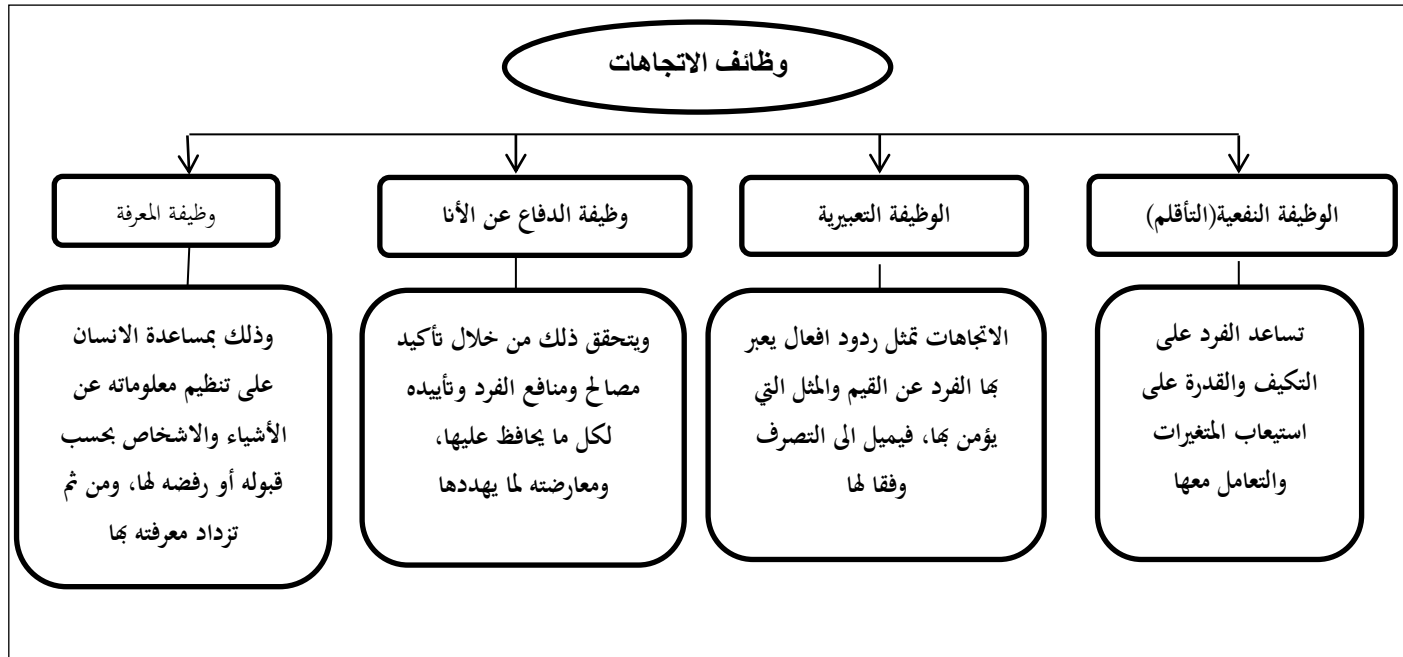 وظائف الاتجاهات
الوظيفة النفعية(التأقلم)
الوظيفة التعبيرية
وظيفة الدفاع عن الأنا
وظيفة المعرفة
تساعد الفرد على
التكيف والقدرة على
استيعاب المتغيرات
والتعامل معها
الاتجاهات تمثل ردود افعال يعبر
بها الفرد عن القيم والمثل التي
يؤمن بها، فيميل الى التصرف
وفقا لها
ويتحقق ذلك من خلال تأكيد
مصالح ومنافع الفرد وتأييده
لكل ما يحافظ عليها،
ومعارضته لما يهددها
وذلك بمساعدة الانسان
على تنظيم معلوماته عن
الأشياء والاشخاص بحسب
قبوله أو رفضه لها، ومن ثم
تزداد معرفته بها